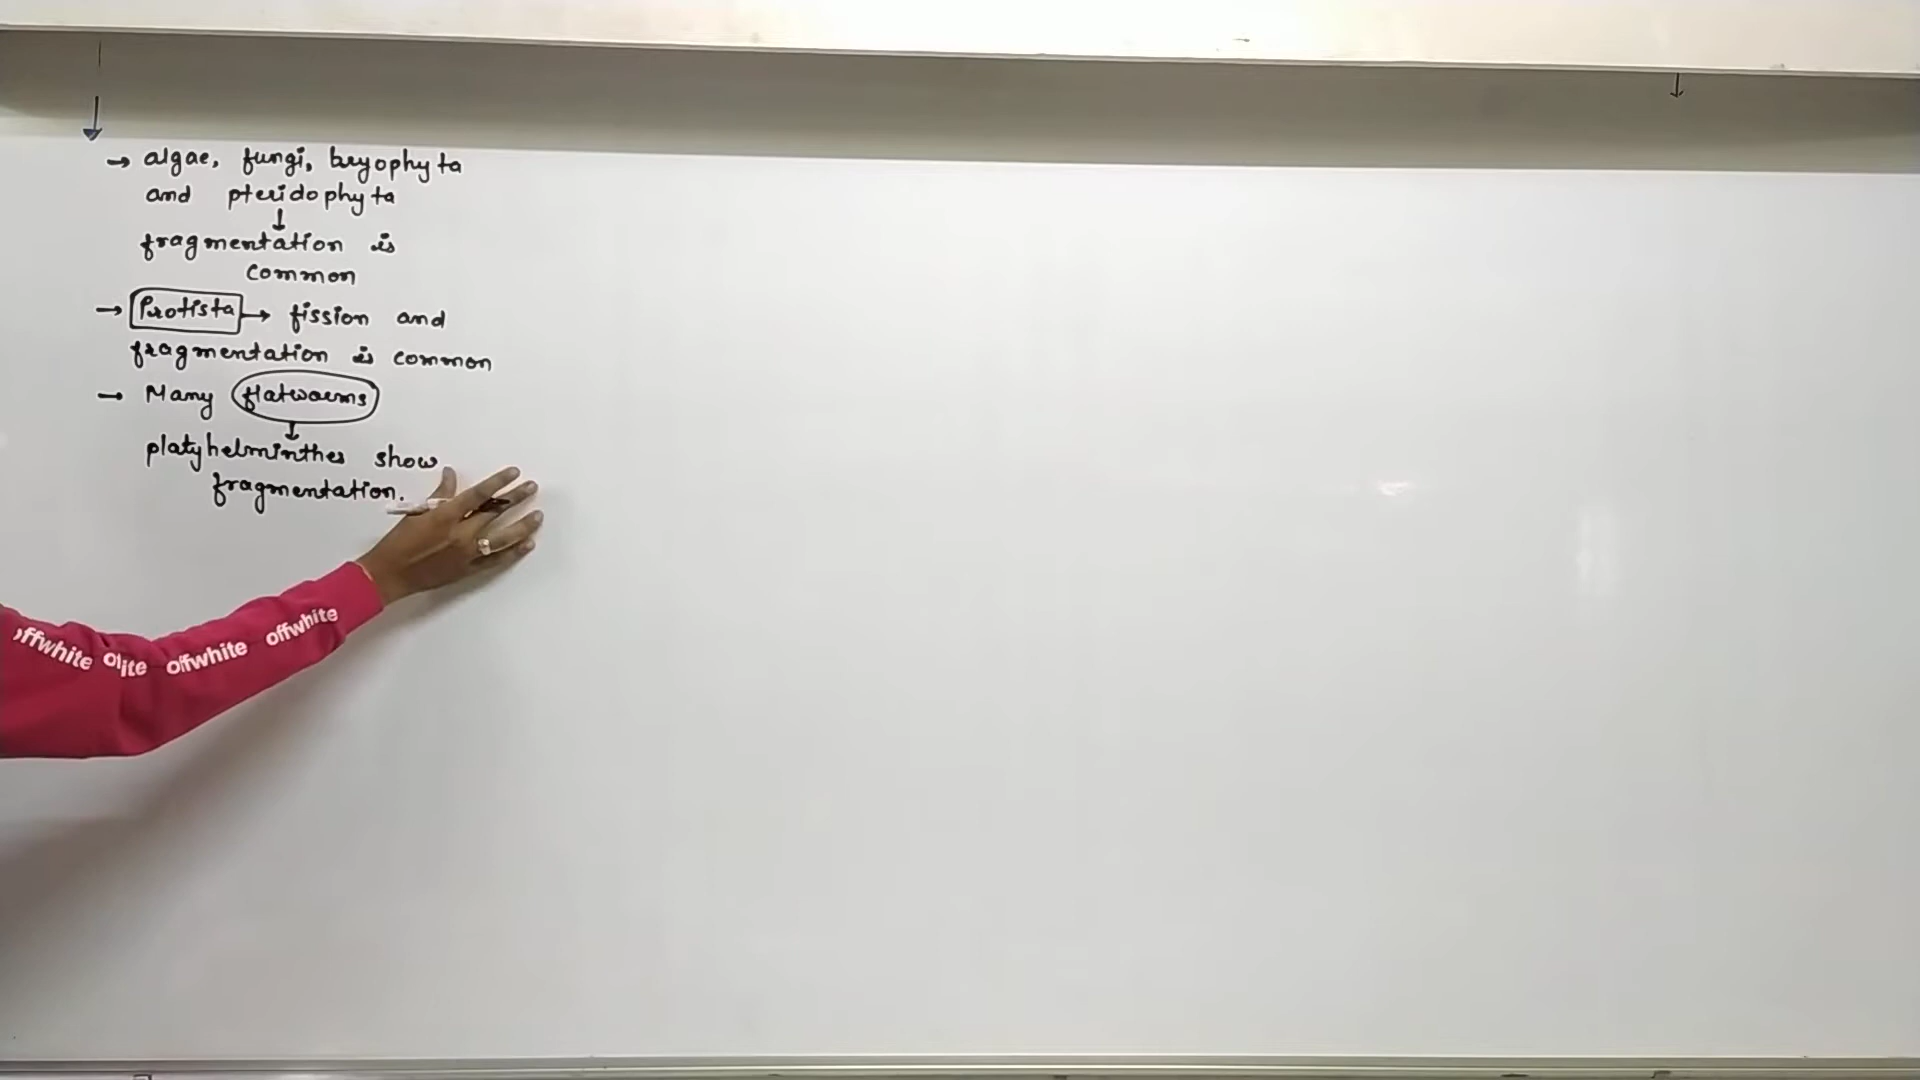 → algae, fungi, bryophyta
and pteridophyta
↓
fragmentation is
common
→ Protista → fission and
fragmentation is common
→ Many flatworms
↓
platyhelminthes show
fragmentation.
offwhite olite offwhite offwhite